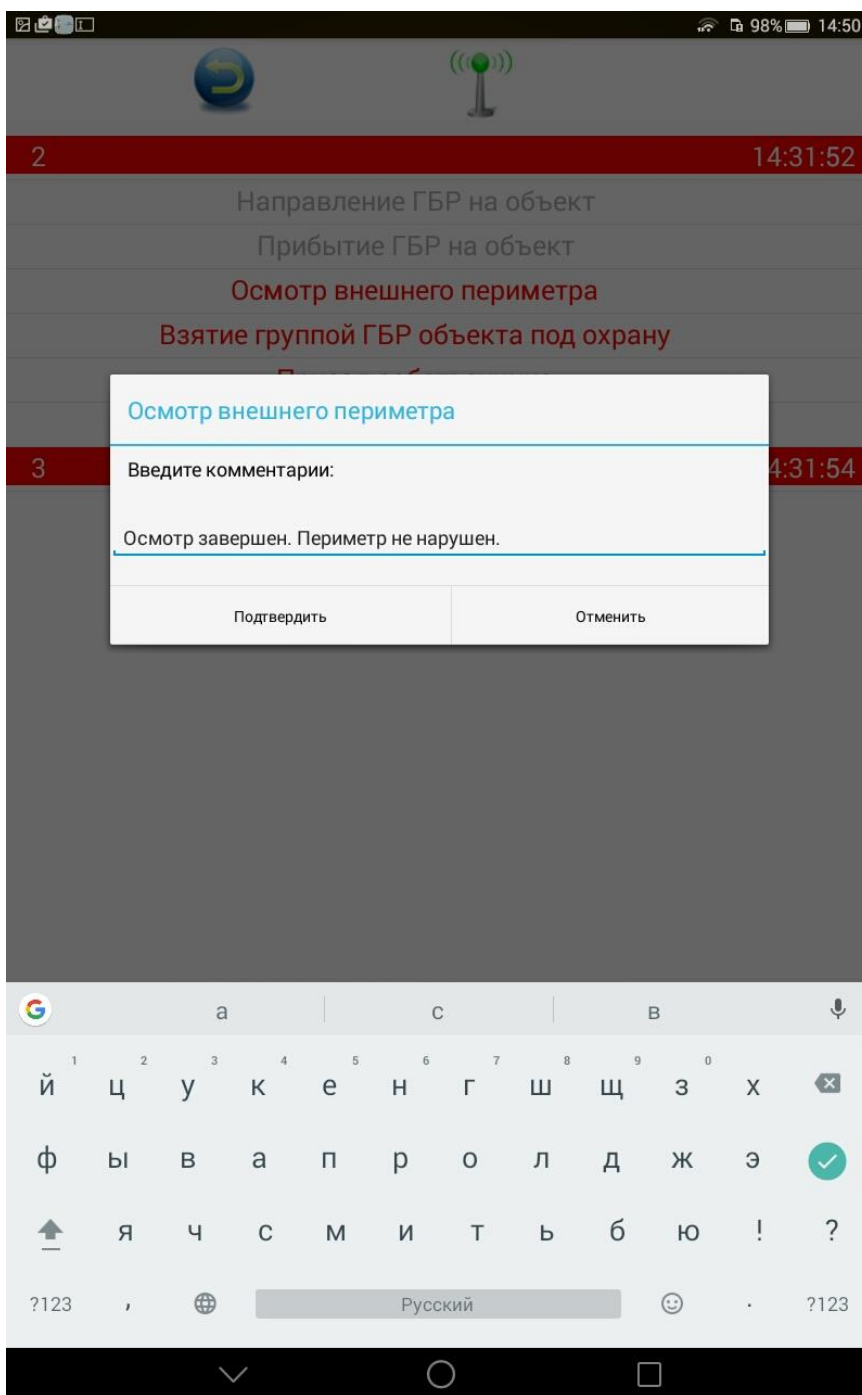 98% 14:50
2 14:31:52
Направление ГБР на объект
Прибытие ГБР на объект
Осмотр внешнего периметра
Взятие группой ГБР объекта под охрану
Осмотр внешнего периметра
3 4:31:54
Введите комментарии:
Осмотр завершен. Периметр не нарушен.
Подтвердить Отменить
а с в
1 2 3 4 5 6 7 8 9 0
й ц у к е н г ш щ з х
ф ы в а п р о л д ж э
я ч с м и т ь б ю ! ?
?123 , Русский . ?123